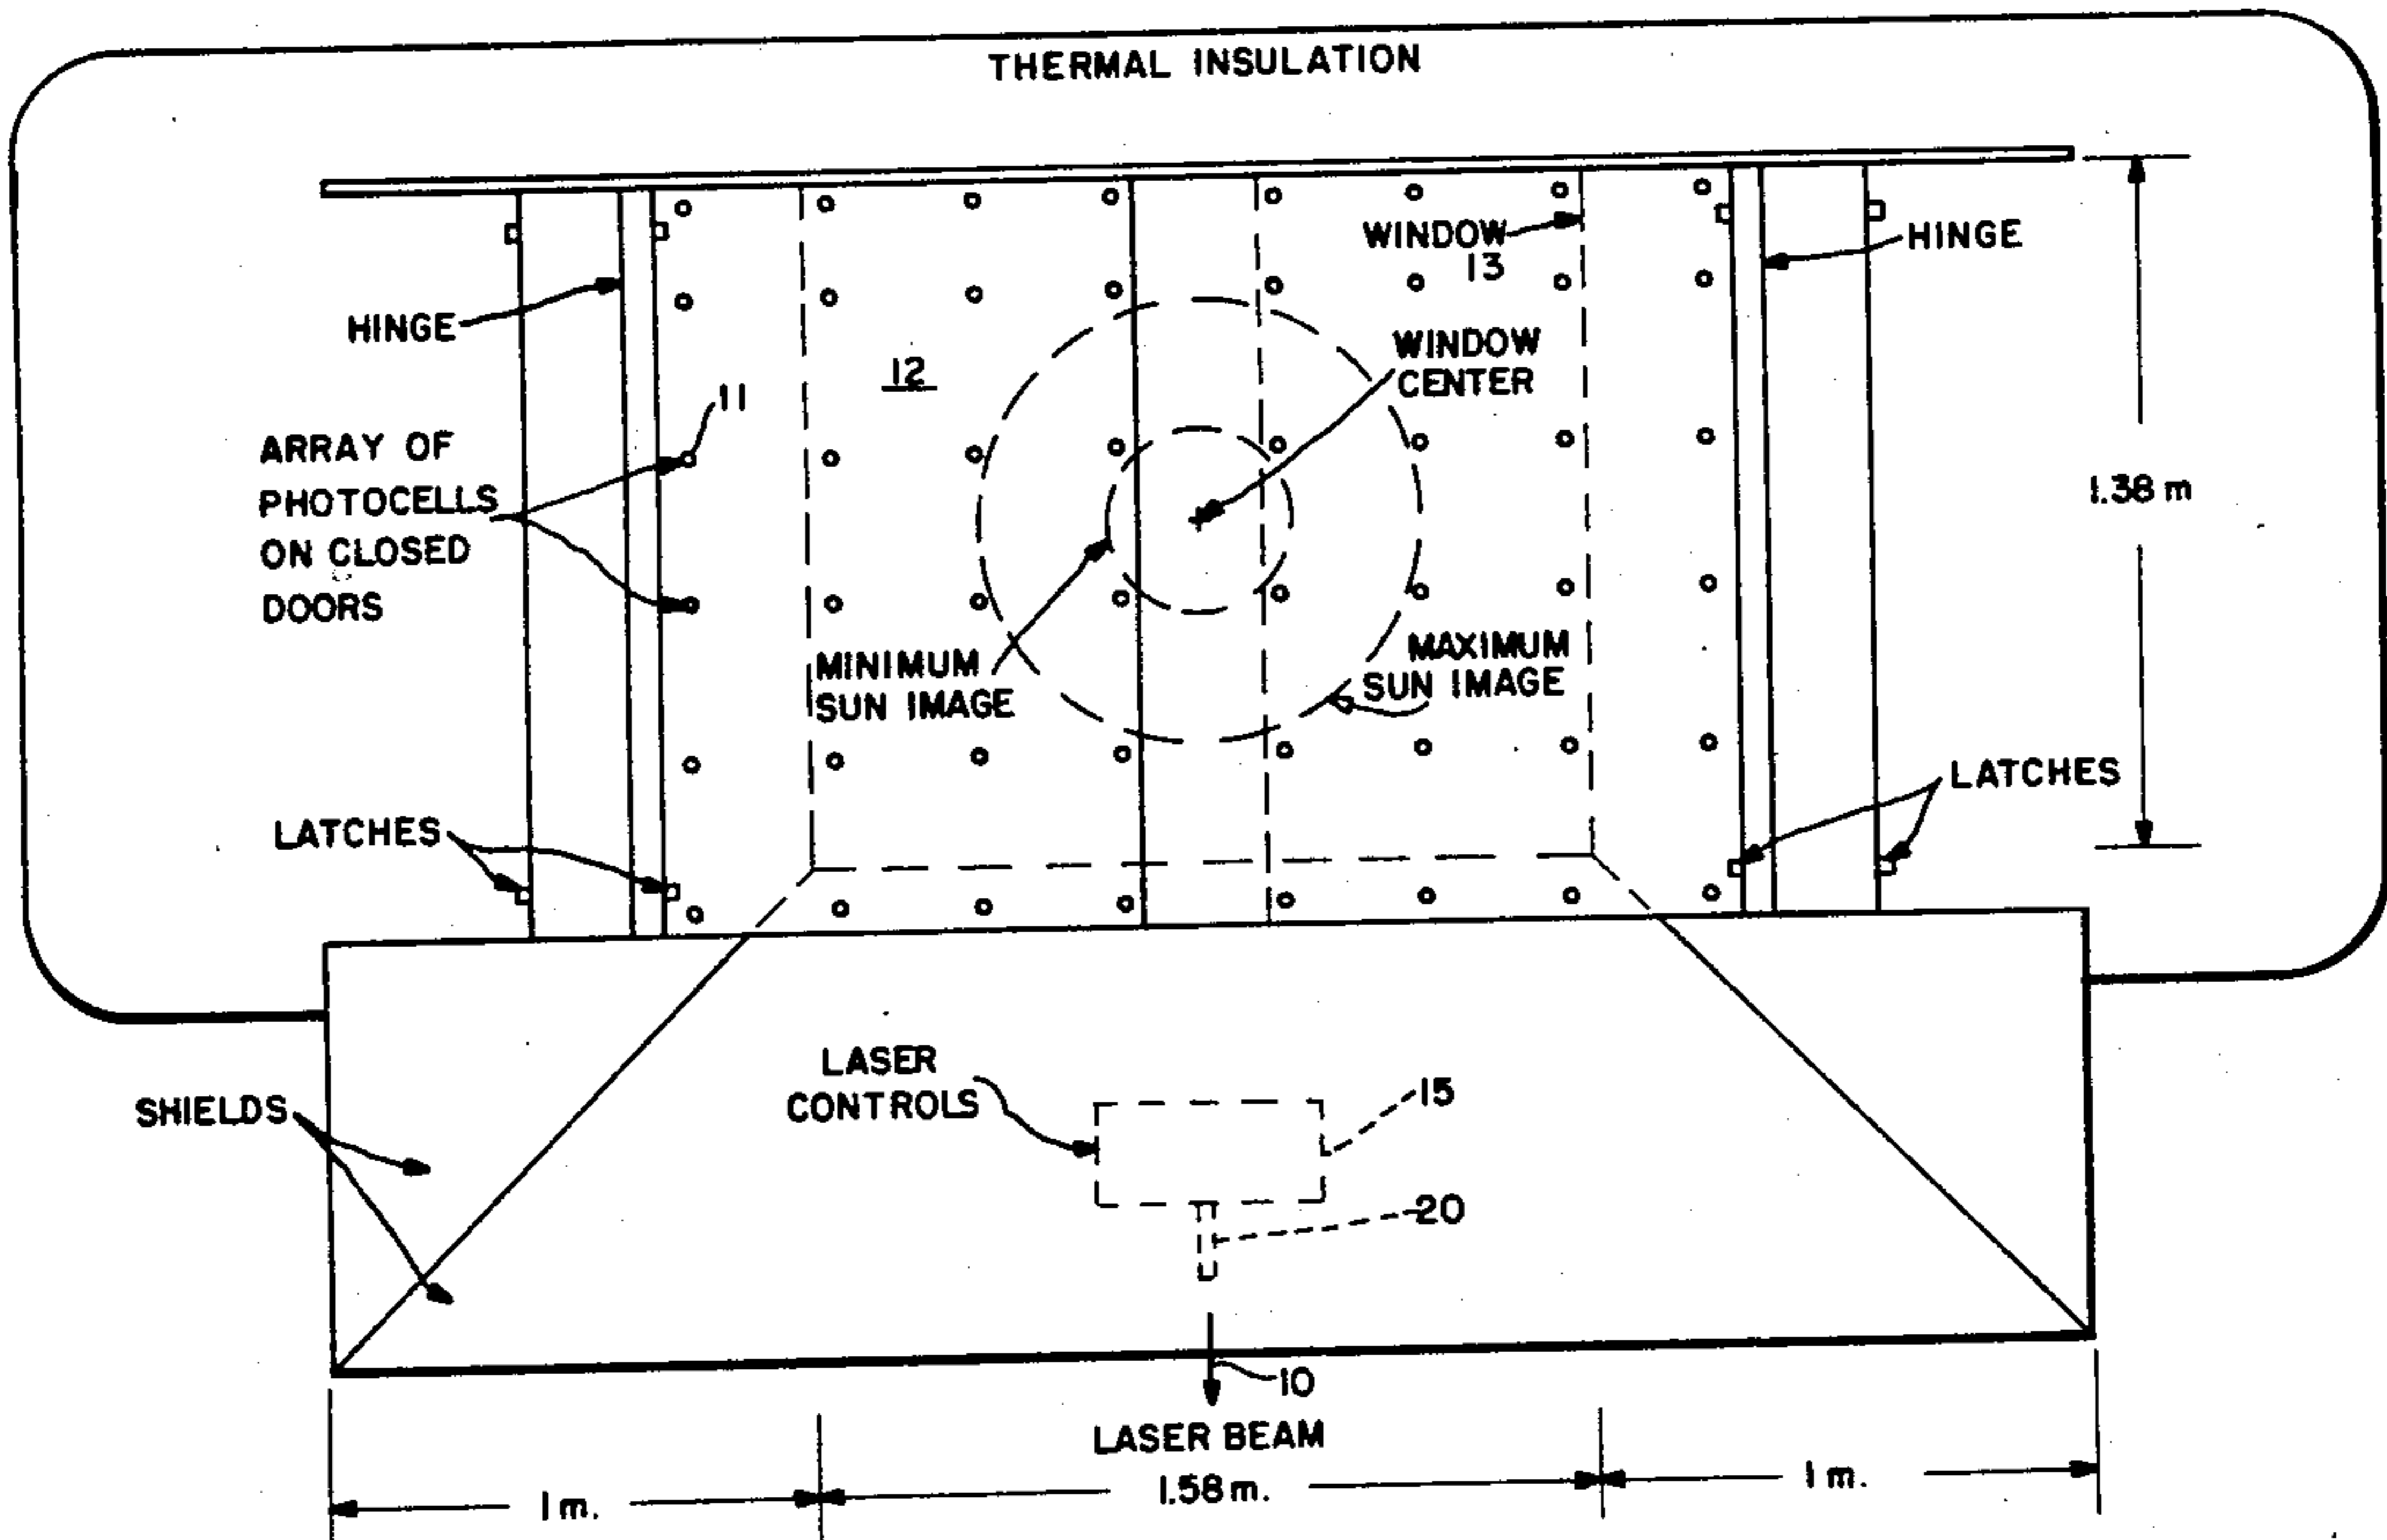 THERMAL INSULATION
WINDOW
13
HINGE
HINGE
WINDOW
CENTER
12
11
ARRAY OF
PHOTOCELLS
ON CLOSED
DOORS
1.38 m
MINIMUM
SUN IMAGE
MAXIMUM
SUN IMAGE
LATCHES
LATCHES
LASER
CONTROLS
15
SHIELDS
20
10
LASER BEAM
1 m.
1.58 m.
1 m.